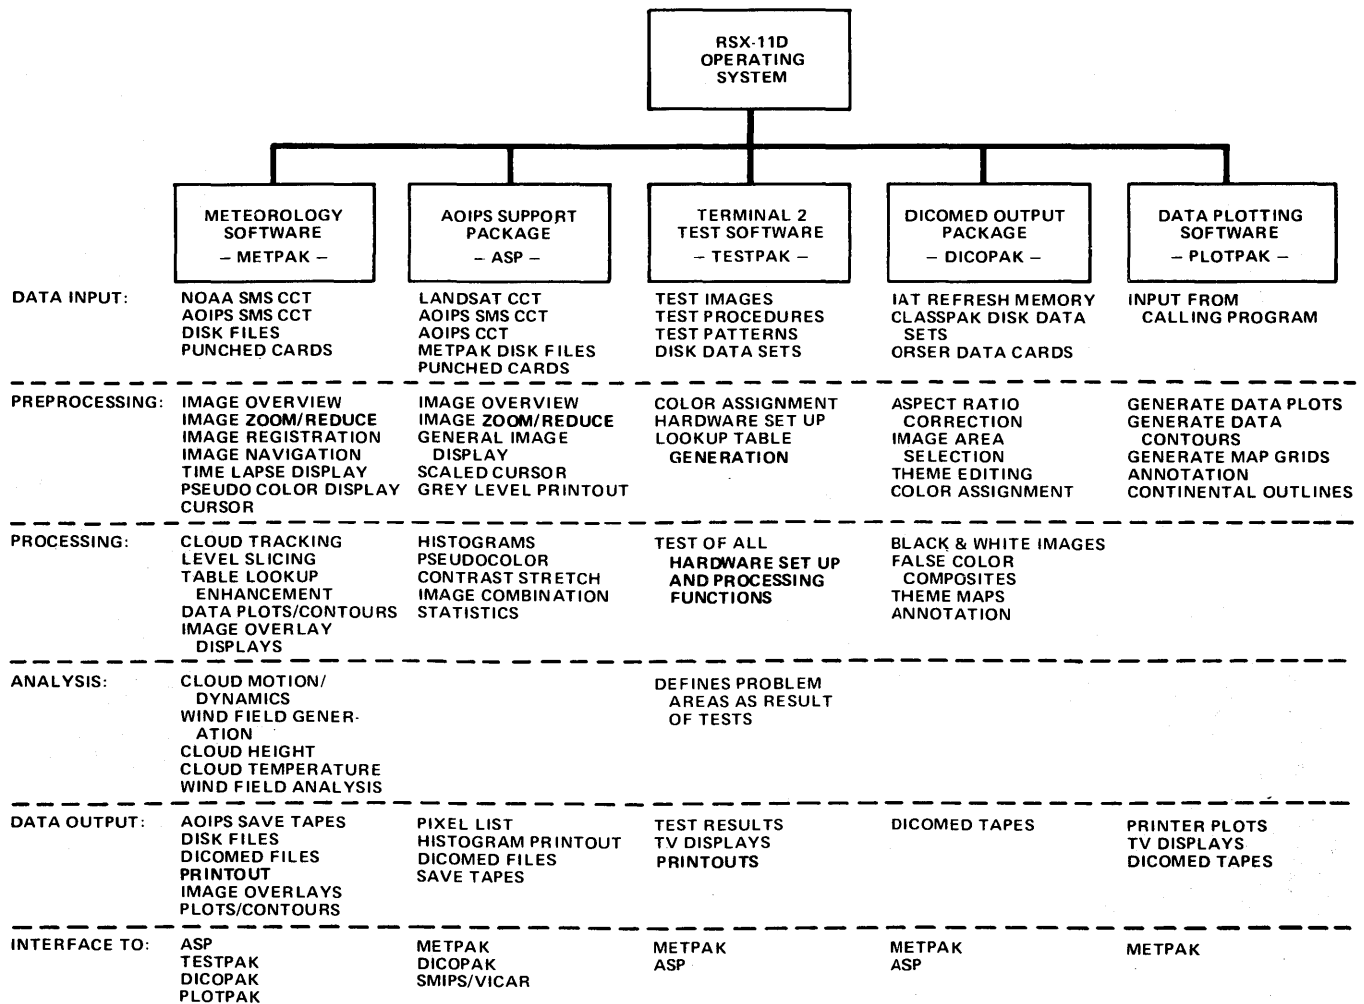 RSX-11D
OPERATING
SYSTEM
METEOROLOGY
SOFTWARE
– METPAK –
AOIPS SUPPORT
PACKAGE
– ASP –
TERMINAL 2
TEST SOFTWARE
– TESTPAK –
DICOMED OUTPUT
PACKAGE
– DICOPAK –
DATA PLOTTING
SOFTWARE
– PLOTPAK –
DATA INPUT:
NOAA SMS CCT
AOIPS SMS CCT
DISK FILES
PUNCHED CARDS
LANDSAT CCT
AOIPS SMS CCT
AOIPS CCT
METPAK DISK FILES
PUNCHED CARDS
TEST IMAGES
TEST PROCEDURES
TEST PATTERNS
DISK DATA SETS
IAT REFRESH MEMORY
CLASSPAK DISK DATA
SETS
ORSER DATA CARDS
INPUT FROM
CALLING PROGRAM
PREPROCESSING:
IMAGE OVERVIEW
IMAGE ZOOM/REDUCE
IMAGE REGISTRATION
IMAGE NAVIGATION
TIME LAPSE DISPLAY
PSEUDO COLOR DISPLAY
CURSOR
IMAGE OVERVIEW
IMAGE ZOOM/REDUCE
GENERAL IMAGE
DISPLAY
SCALED CURSOR
GREY LEVEL PRINTOUT
COLOR ASSIGNMENT
HARDWARE SET UP
LOOKUP TABLE
GENERATION
ASPECT RATIO
CORRECTION
IMAGE AREA
SELECTION
THEME EDITING
COLOR ASSIGNMENT
GENERATE DATA PLOTS
GENERATE DATA
CONTOURS
GENERATE MAP GRIDS
ANNOTATION
CONTINENTAL OUTLINES
PROCESSING:
CLOUD TRACKING
LEVEL SLICING
TABLE LOOKUP
ENHANCEMENT
DATA PLOTS/CONTOURS
IMAGE OVERLAY
DISPLAYS
HISTOGRAMS
PSEUDOCOLOR
CONTRAST STRETCH
IMAGE COMBINATION
STATISTICS
TEST OF ALL
HARDWARE SET UP
AND PROCESSING
FUNCTIONS
BLACK & WHITE IMAGES
FALSE COLOR
COMPOSITES
THEME MAPS
ANNOTATION
ANALYSIS:
CLOUD MOTION/
DYNAMICS
WIND FIELD GENER-
ATION
CLOUD HEIGHT
CLOUD TEMPERATURE
WIND FIELD ANALYSIS
DEFINES PROBLEM
AREAS AS RESULT
OF TESTS
DATA OUTPUT:
AOIPS SAVE TAPES
DISK FILES
DICOMED FILES
PRINTOUT
IMAGE OVERLAYS
PLOTS/CONTOURS
PIXEL LIST
HISTOGRAM PRINTOUT
DICOMED FILES
SAVE TAPES
TEST RESULTS
TV DISPLAYS
PRINTOUTS
DICOMED TAPES
PRINTER PLOTS
TV DISPLAYS
DICOMED TAPES
INTERFACE TO:
ASP
TESTPAK
DICOPAK
PLOTPAK
METPAK
DICOPAK
SMIPS/VICAR
METPAK
ASP
METPAK
ASP
METPAK